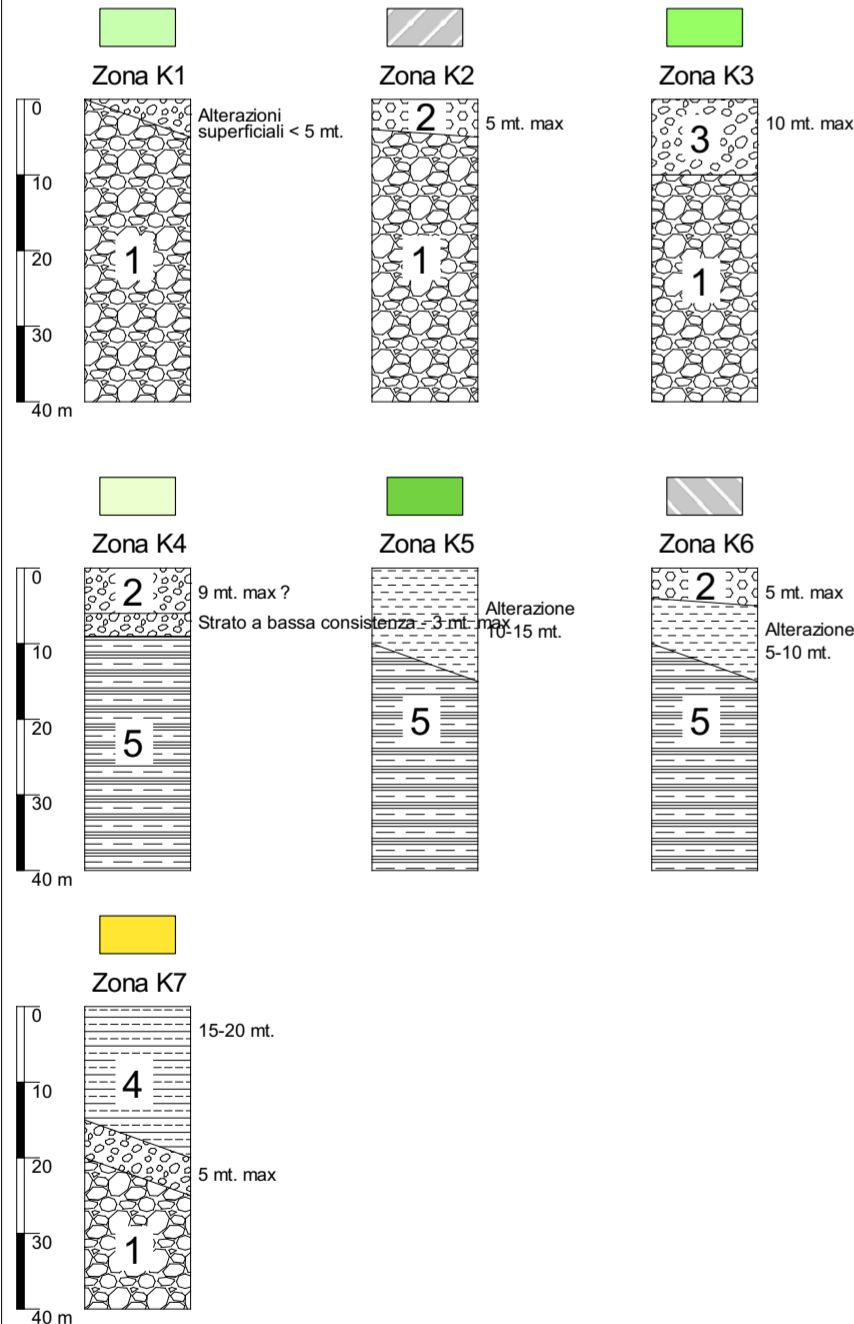 Zona K1
Zona K2
Zona K3
0
10
20
30
40 m
1
Alterazioni
superficiali < 5 mt.
2
1
5 mt. max
3
1
10 mt. max
Zona K4
Zona K5
Zona K6
0
10
20
30
40 m
2
5
9 mt. max ?
Strato a bassa consistenza - 3 mt. max
5
Alterazione
10-15 mt.
2
5
5 mt. max
Alterazione
5-10 mt.
Zona K7
0
10
20
30
40 m
4
1
15-20 mt.
5 mt. max